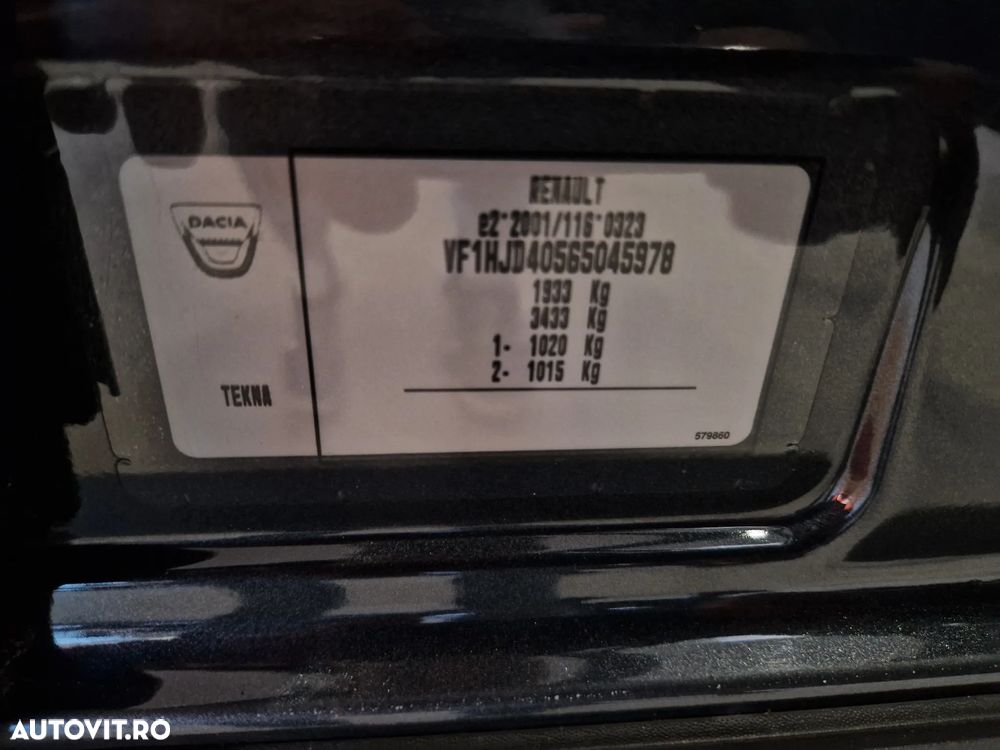 DACIA
TEKNA
RENAULT
e2*2001/116*0323
VF1HJD40565045978
1933 Kg
3433 Kg
1- 1020 Kg
2- 1015 Kg
579860
AUTOVIT.RO